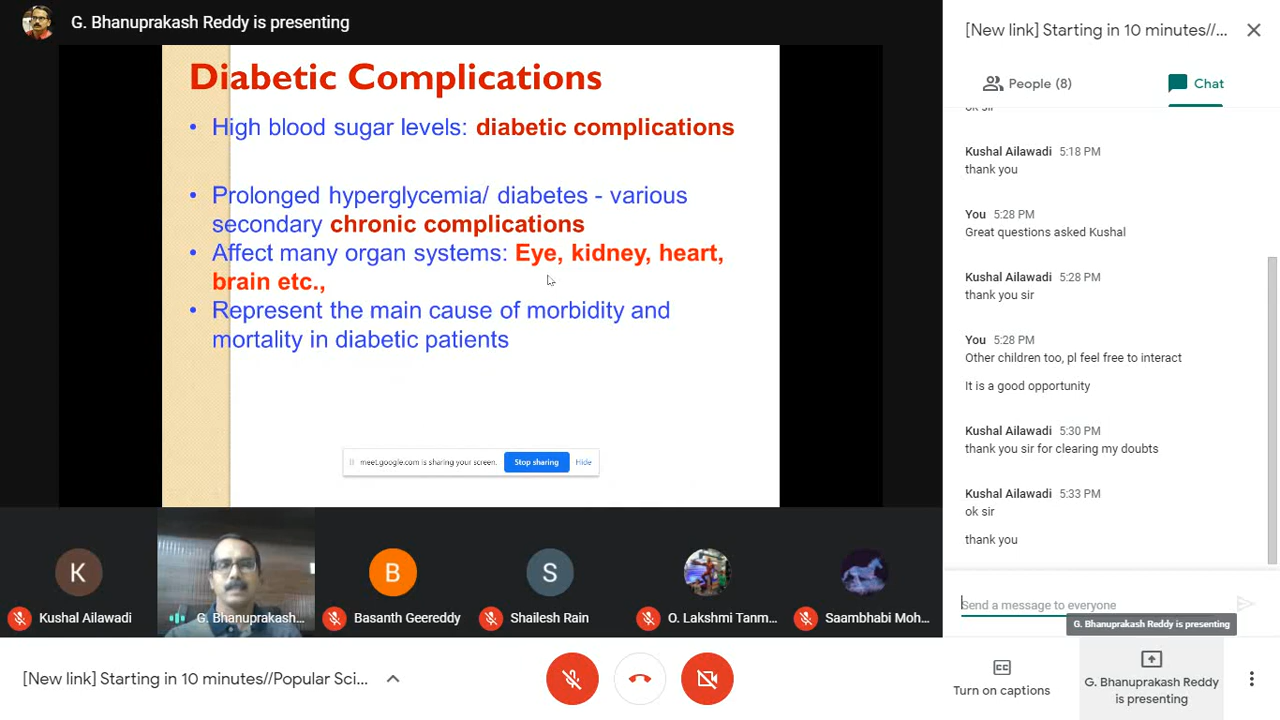 G. Bhanuprakash Reddy is presenting
Diabetic Complications
• High blood sugar levels: diabetic complications
• Prolonged hyperglycemia/ diabetes - various
secondary chronic complications
• Affect many organ systems: Eye, kidney, heart,
brain etc.,
• Represent the main cause of morbidity and
mortality in diabetic patients
meet.google.com is sharing your screen.
Stop sharing
Hide
K
Kushal Ailawadi
G. Bhanuprakash...
B
Basanth Geereddy
S
Shailesh Rain
O. Lakshmi Tanm...
Saambhabi Moh...
[New link] Starting in 10 minutes//Popular Sci...
[New link] Starting in 10 minutes//...
People (8)
Chat
ok sir
Kushal Ailawadi 5:18 PM
thank you
You 5:28 PM
Great questions asked Kushal
Kushal Ailawadi 5:28 PM
thank you sir
You 5:28 PM
Other children too, pl feel free to interact
It is a good opportunity
Kushal Ailawadi 5:30 PM
thank you sir for clearing my doubts
Kushal Ailawadi 5:33 PM
ok sir
thank you
Send a message to everyone
G. Bhanuprakash Reddy is presenting
Turn on captions
G. Bhanuprakash Reddy
is presenting